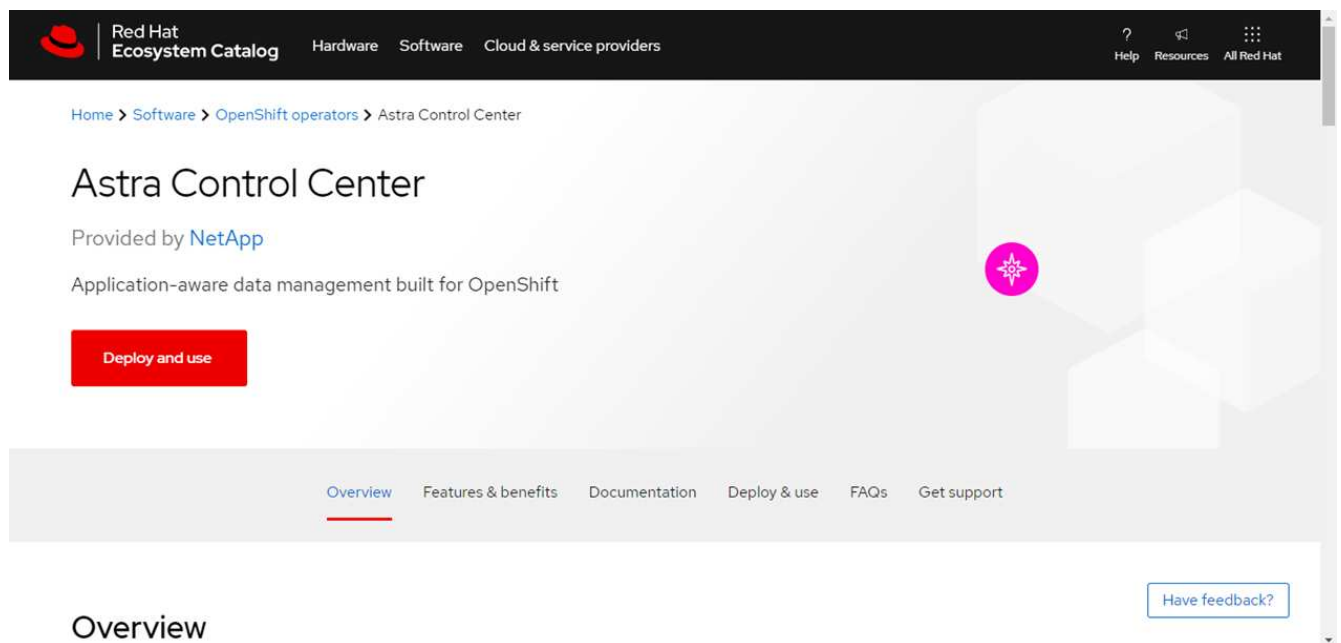 Red Hat
Ecosystem Catalog
Hardware Software Cloud & service providers
? Help Resources All Red Hat
Home > Software > OpenShift operators > Astra Control Center
Astra Control Center
Provided by NetApp
Application-aware data management built for OpenShift
Deploy and use
Overview Features & benefits Documentation Deploy & use FAQs Get support
Have feedback?
Overview